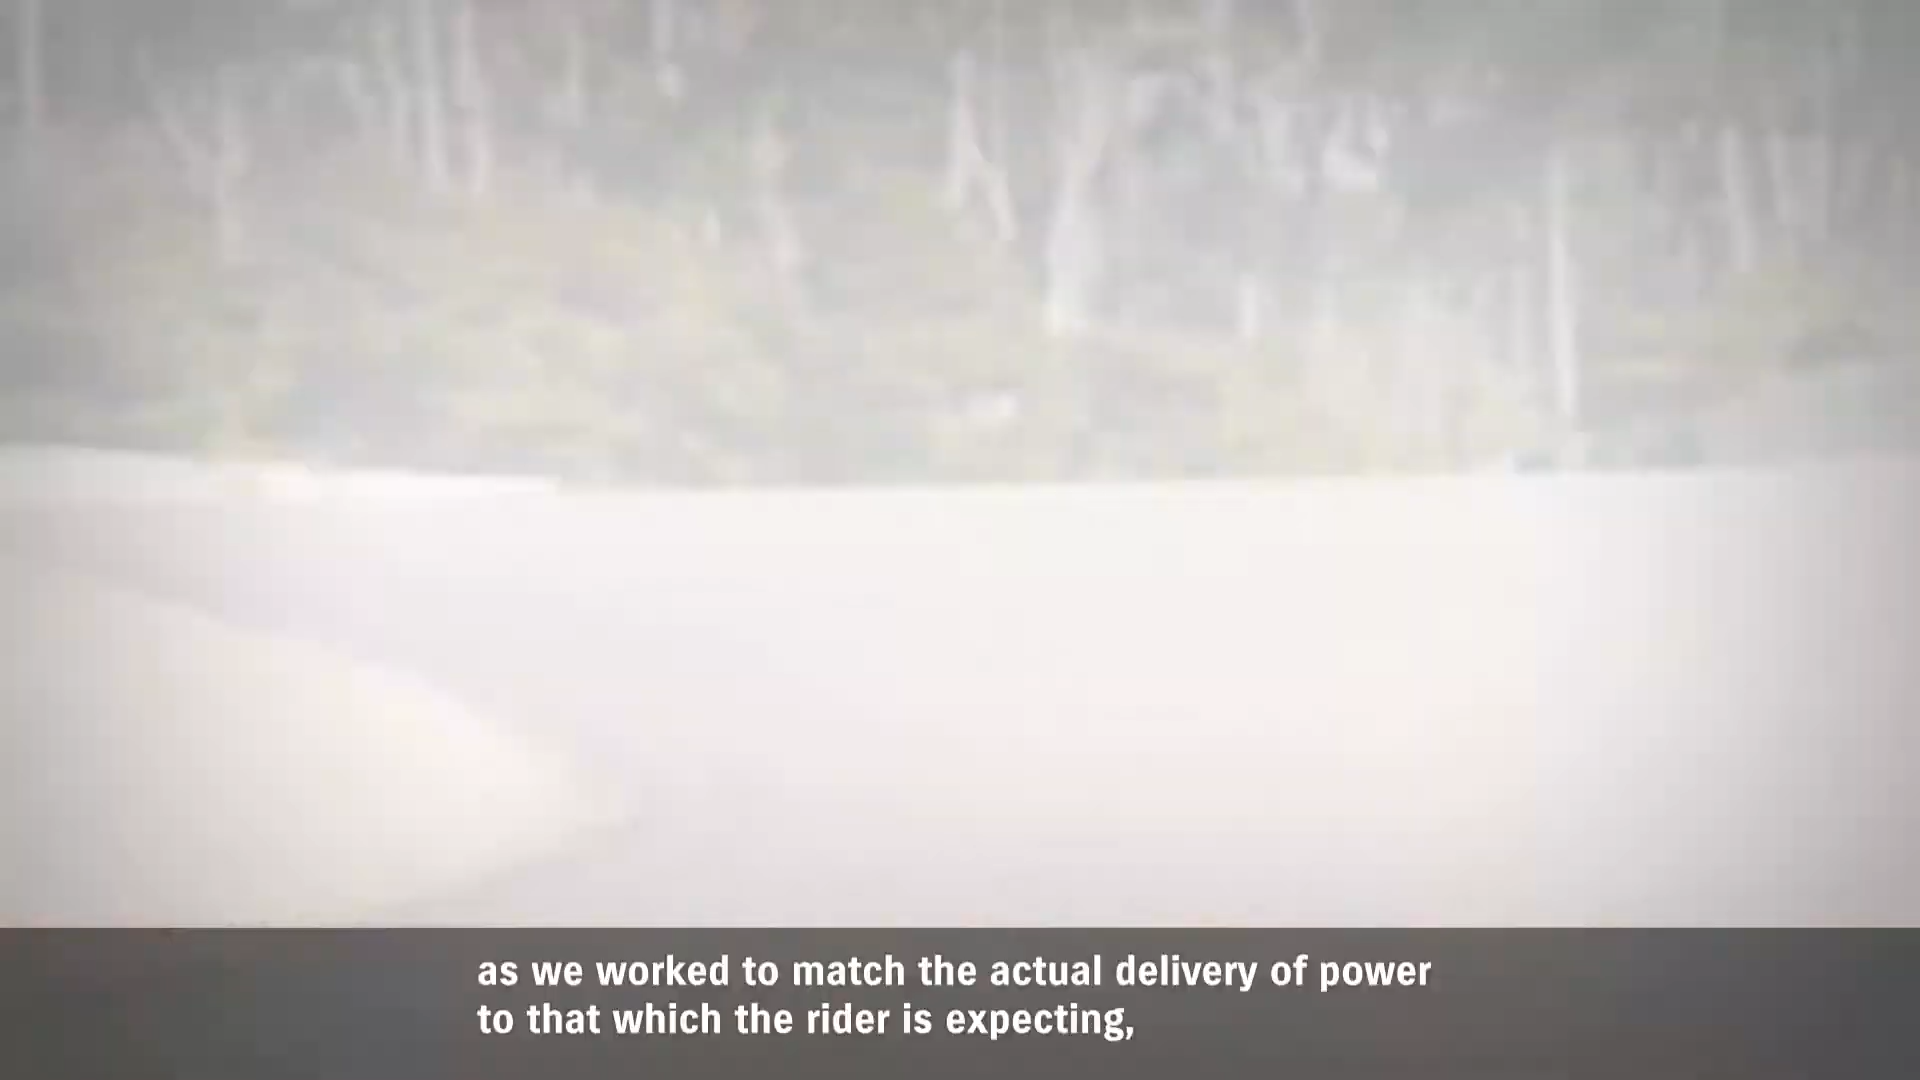 as we worked to match the actual delivery of power
to that which the rider is expecting,